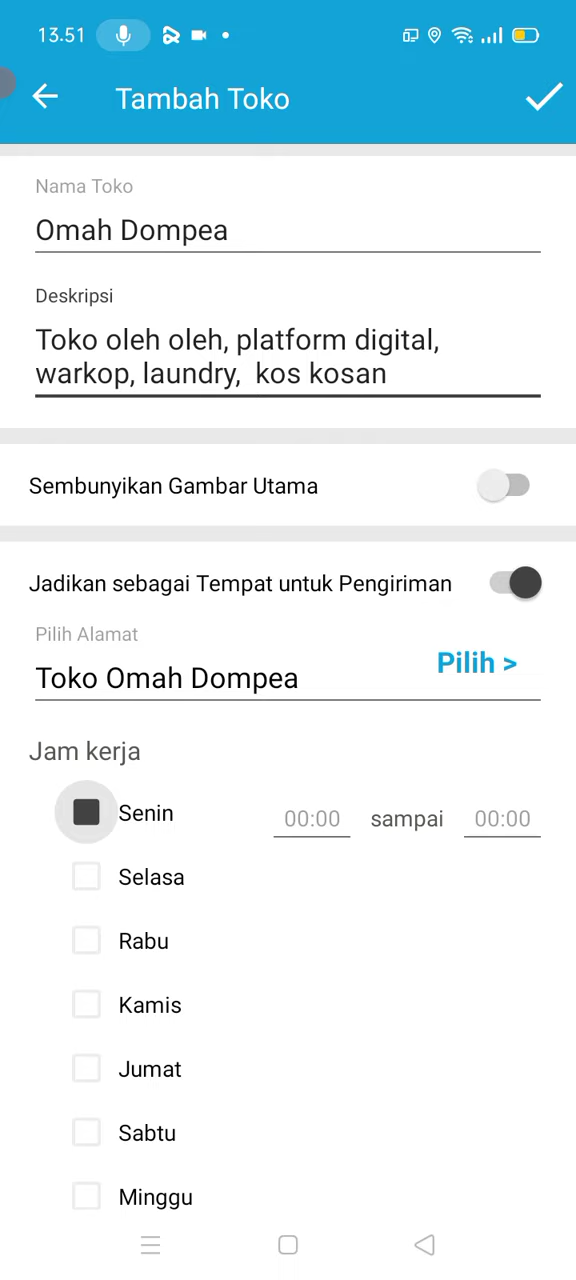 13.51
Tambah Toko
Nama Toko
Omah Dompea
Deskripsi
Toko oleh oleh, platform digital,
warkop, laundry,  kos kosan
Sembunyikan Gambar Utama
Jadikan sebagai Tempat untuk Pengiriman
Pilih Alamat
Toko Omah Dompea
Pilih >
Jam kerja
Senin 00:00 sampai 00:00
Selasa
Rabu
Kamis
Jumat
Sabtu
Minggu